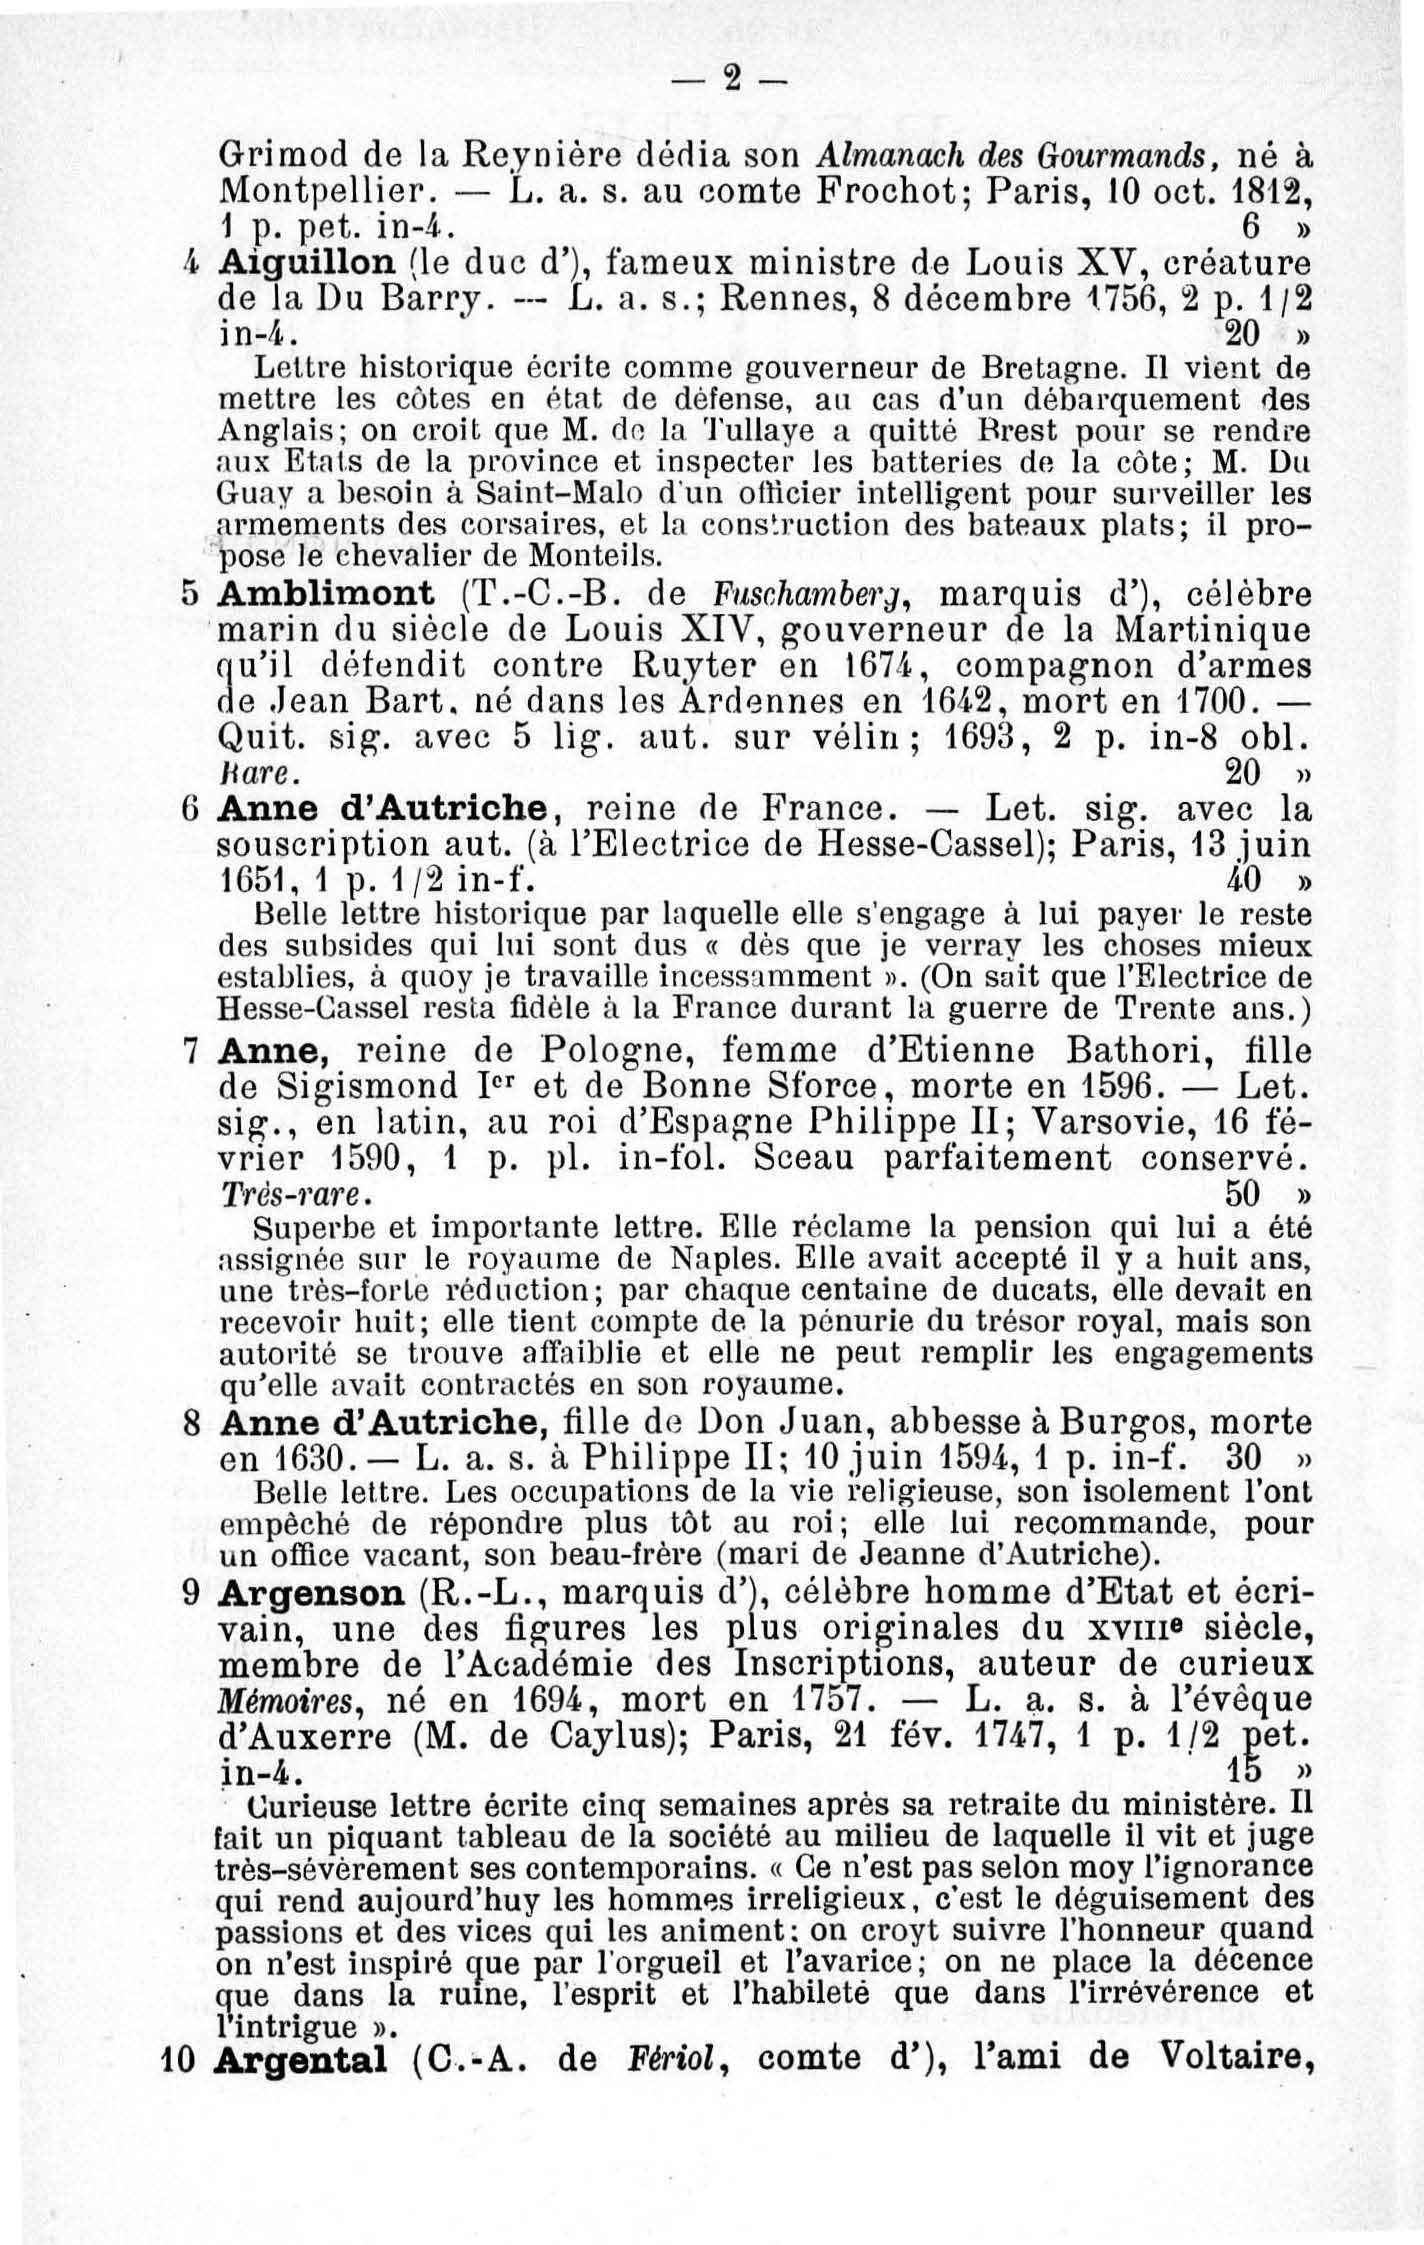 — 2 —
Grimod de la Reynière dédia son Almanach des Gourmands, né à
Montpellier. — L. a. s. au comte Frochot; Paris, 10 oct. 1812,
1 p. pet. in-4. 6 »
4 Aiguillon (le duc d'), fameux ministre de Louis XV, créature
de la Du Barry. — L. a. s.; Rennes, 8 décembre 1756, 2 p. 1/2
in-4. 20 »
Lettre historique écrite comme gouverneur de Bretagne. Il vient de
mettre les côtes en état de défense, au cas d'un débarquement des
Anglais; on croit que M. de la Tullaye a quitté Brest pour se rendre
aux Etats de la province et inspecter les batteries de la côte; M. Du
Guay a besoin à Saint-Malo d'un officier intelligent pour surveiller les
armements des corsaires, et la construction des bateaux plats; il pro-
pose le chevalier de Monteils.
5 Amblimont (T.-C.-B. de Fuschamberg, marquis d'), célèbre
marin du siècle de Louis XIV, gouverneur de la Martinique
qu'il défendit contre Ruyter en 1674, compagnon d'armes
de Jean Bart, né dans les Ardennes en 1642, mort en 1700. —
Quit. sig. avec 5 lig. aut. sur vélin; 1693, 2 p. in-8 obl.
Rare. 20 »
6 Anne d'Autriche, reine de France. — Let. sig. avec la
souscription aut. (à l'Electrice de Hesse-Cassel); Paris, 13 juin
1651, 1 p. 1/2 in-f. 40 »
Belle lettre historique par laquelle elle s'engage à lui payer le reste
des subsides qui lui sont dus « dès que je verray les choses mieux
establies, à quoy je travaille incessamment ». (On sait que l'Electrice de
Hesse-Cassel resta fidèle à la France durant la guerre de Trente ans.)
7 Anne, reine de Pologne, femme d'Etienne Bathori, fille
de Sigismond Ier et de Bonne Sforce, morte en 1596. — Let.
sig., en latin, au roi d'Espagne Philippe II; Varsovie, 16 fé-
vrier 1590, 1 p. pl. in-fol. Sceau parfaitement conservé.
Très-rare. 50 »
Superbe et importante lettre. Elle réclame la pension qui lui a été
assignée sur le royaume de Naples. Elle avait accepté il y a huit ans,
une très-forte réduction; par chaque centaine de ducats, elle devait en
recevoir huit; elle tient compte de la pénurie du trésor royal, mais son
autorité se trouve affaiblie et elle ne peut remplir les engagements
qu'elle avait contractés en son royaume.
8 Anne d'Autriche, fille de Don Juan, abbesse à Burgos, morte
en 1630. — L. a. s. à Philippe II; 10 juin 1594, 1 p. in-f. 30 »
Belle lettre. Les occupations de la vie religieuse, son isolement l'ont
empêché de répondre plus tôt au roi; elle lui recommande, pour
un office vacant, son beau-frère (mari de Jeanne d'Autriche).
9 Argenson (R.-L., marquis d'), célèbre homme d'Etat et écri-
vain, une des figures les plus originales du XVIIIe siècle,
membre de l'Académie des Inscriptions, auteur de curieux
Mémoires, né en 1694, mort en 1757. — L. a. s. à l'évêque
d'Auxerre (M. de Caylus); Paris, 21 fév. 1747, 1 p. 1/2 pet.
in-4. 15 »
Curieuse lettre écrite cinq semaines après sa retraite du ministère. Il
fait un piquant tableau de la société au milieu de laquelle il vit et juge
très-sévèrement ses contemporains. « Ce n'est pas selon moy l'ignorance
qui rend aujourd'huy les hommes irreligieux, c'est le déguisement des
passions et des vices qui les animent; on croyt suivre l'honneur quand
on n'est inspiré que par l'orgueil et l'avarice; on ne place la décence
que dans la ruine, l'esprit et l'habileté que dans l'irrévérence et
l'intrigue ».
10 Argental (C.-A. de Fériol, comte d'), l'ami de Voltaire,